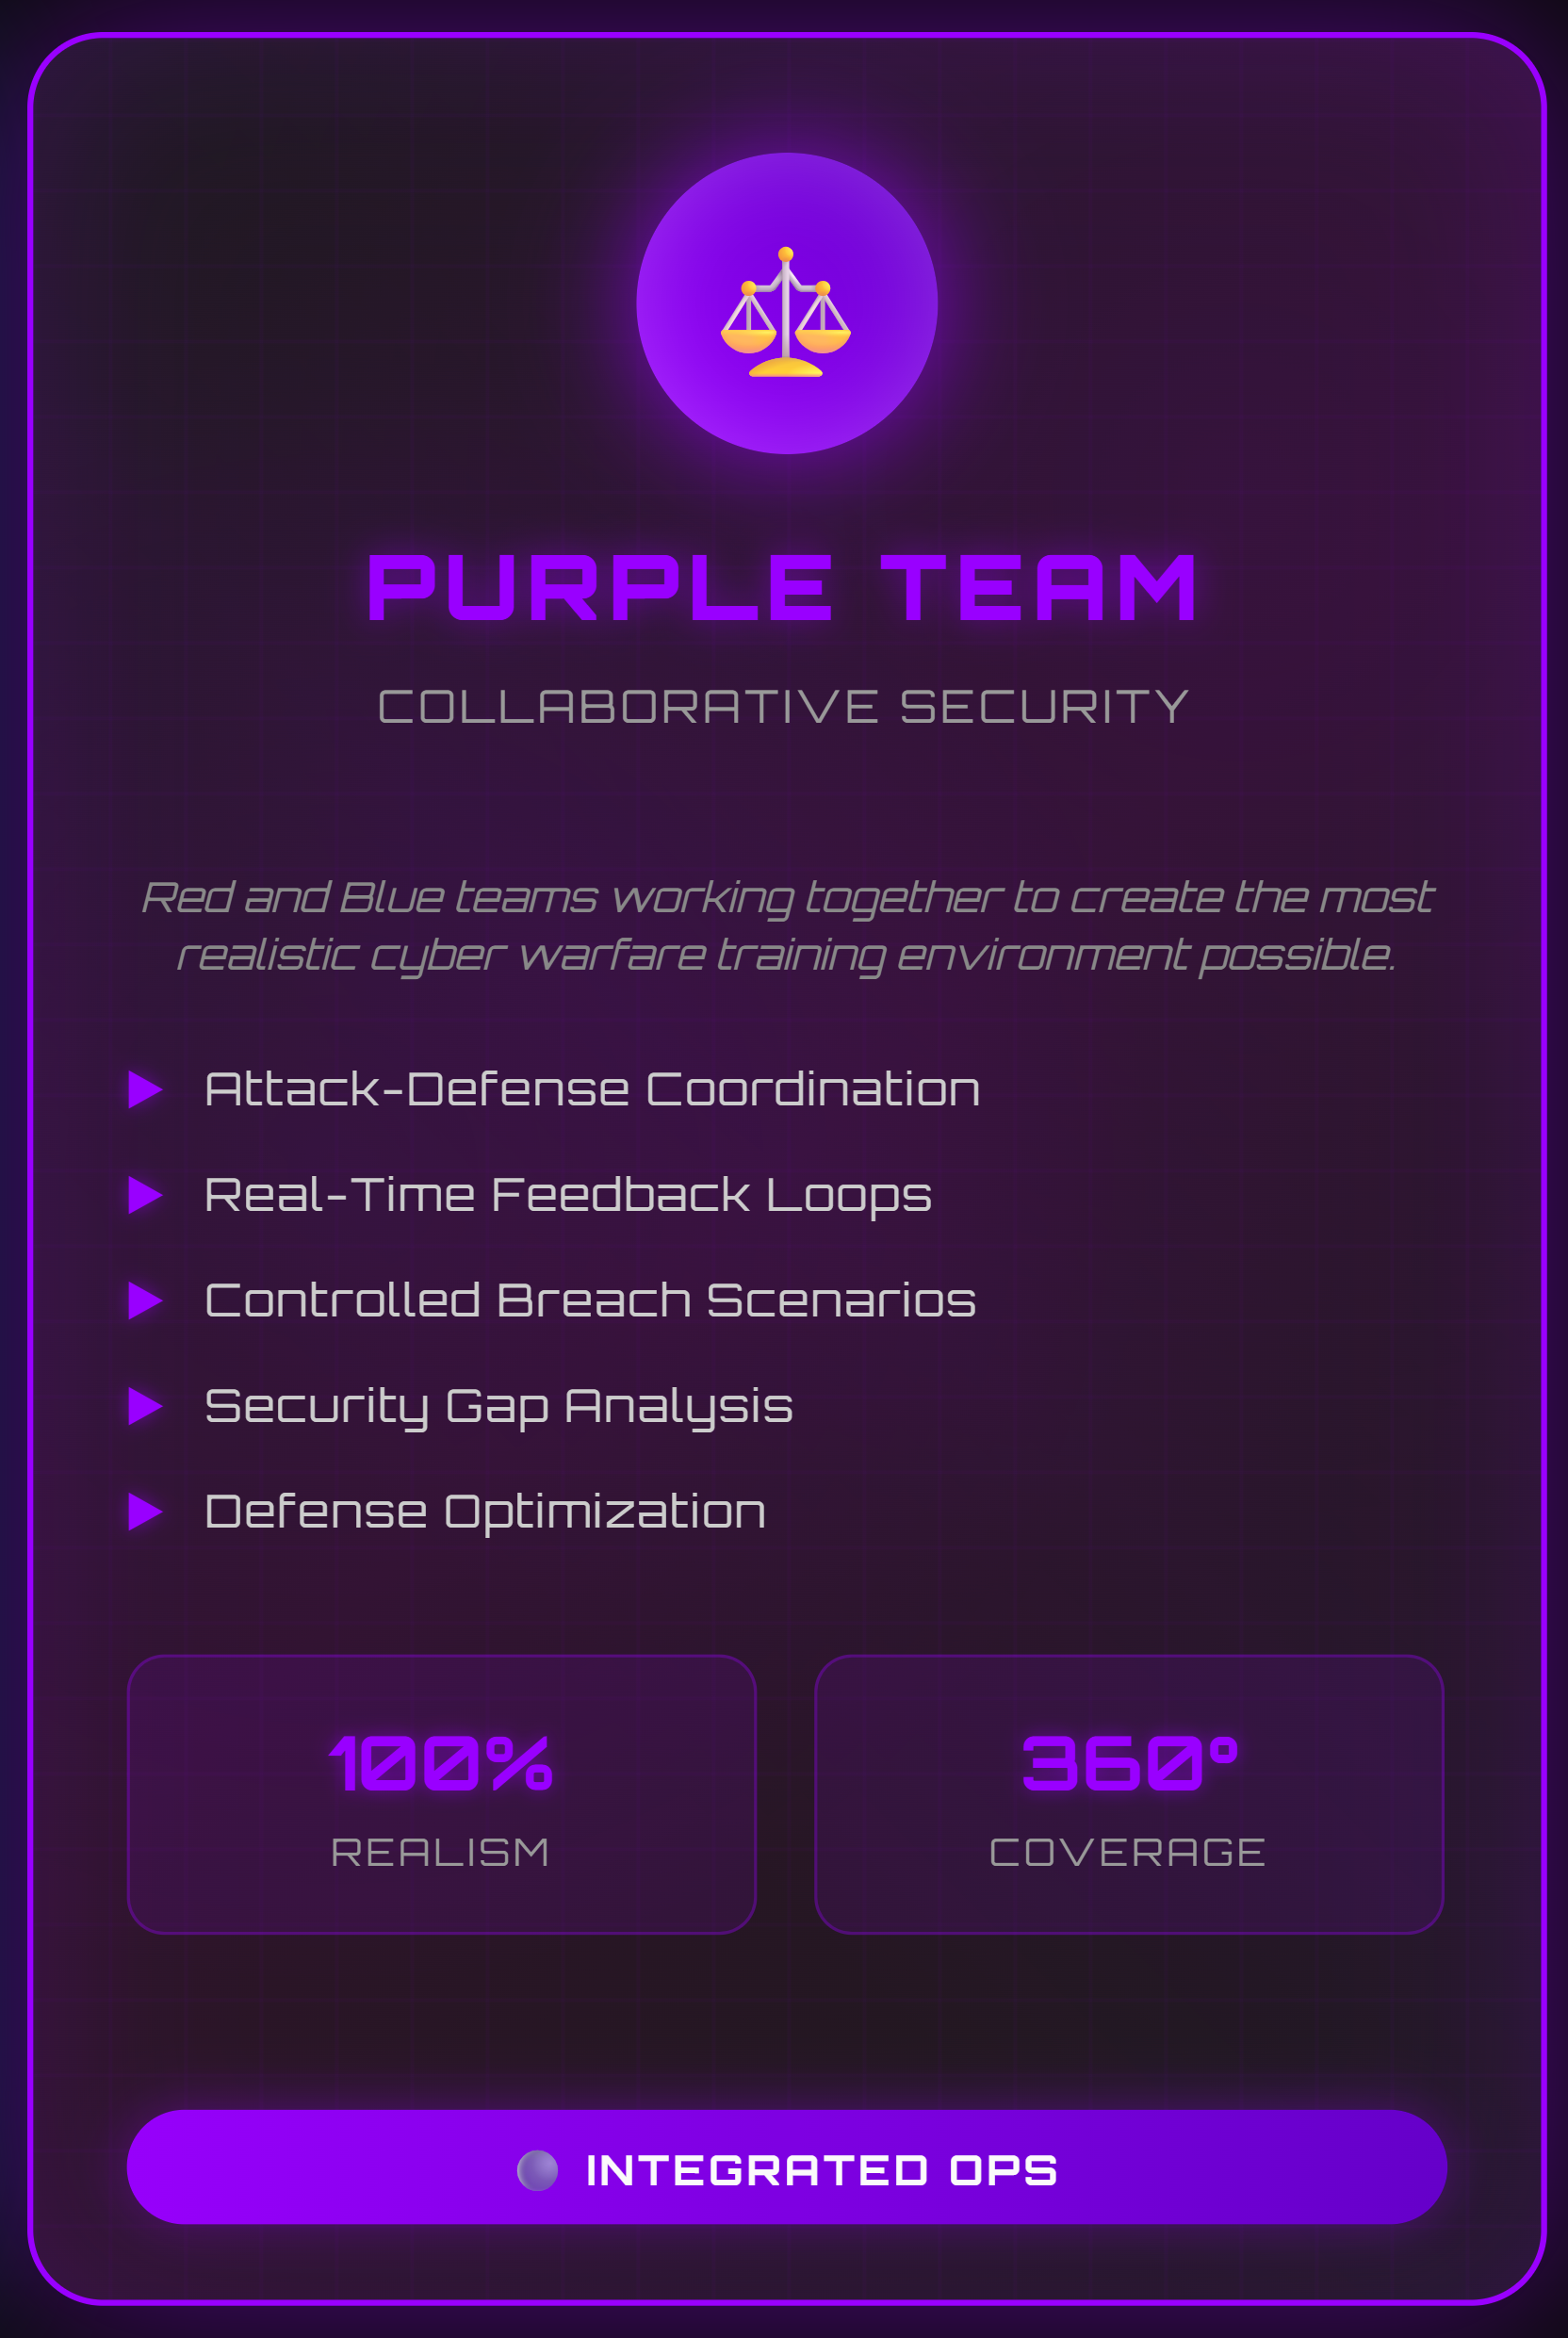 PURPLE TEAM
COLLABORATIVE SECURITY
Red and Blue teams working together to create the most
realistic cyber warfare training environment possible.
Attack-Defense Coordination
Real-Time Feedback Loops
Controlled Breach Scenarios
Security Gap Analysis
Defense Optimization
100%
REALISM
360°
COVERAGE
INTEGRATED OPS